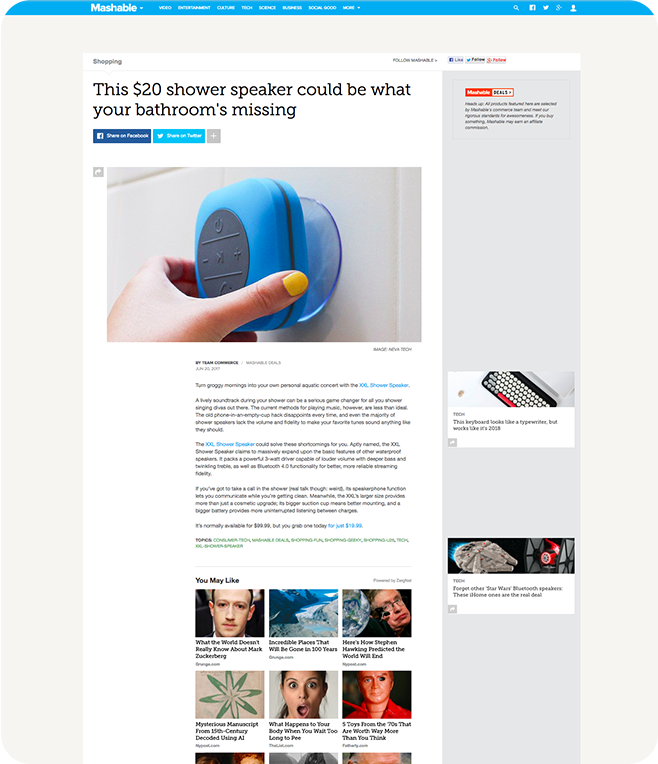 Mashable
VIDEO ENTERTAINMENT CULTURE TECH SCIENCE BUSINESS SOCIAL GOOD MORE
Shopping
FOLLOW MASHABLE >
Like Follow Follow
This $20 shower speaker could be what
your bathroom's missing
Share on Facebook Share on Twitter +
Mashable DEALS >
Heads up: All products featured here are selected
by Mashable's commerce team and meet our
rigorous standards for awesomeness. If you buy
something, Mashable may earn an affiliate
commission.
IMAGE: NEVA TECH
BY TEAM COMMERCE / MASHABLE DEALS
JUN 20, 2017
Turn groggy mornings into your own personal aquatic concert with the XXL Shower Speaker.
A lively soundtrack during your shower can be a serious game changer for all you shower
singing divas out there. The current methods for playing music, however, are less than ideal.
The old phone-in-an-empty-cup hack disappoints every time, and even the majority of
shower speakers lack the volume and fidelity to make your favorite tunes sound anything like
they should.
The XXL Shower Speaker could solve these shortcomings for you. Aptly named, the XXL
Shower Speaker claims to massively expand upon the basic features of other waterproof
speakers. It packs a powerful 3-watt driver capable of louder volume with deeper bass and
twinkling treble, as well as Bluetooth 4.0 functionality for better, more reliable streaming
fidelity.
If you've got to take a call in the shower (real talk though: weird), its speakerphone function
lets you communicate while you're getting clean. Meanwhile, the XXL's larger size provides
more than just a cosmetic upgrade; its bigger suction cup means better mounting, and a
bigger battery provides more uninterrupted listening between charges.
It's normally available for $99.99, but you grab one today for just $19.99.
TOPICS: CONSUMER-TECH, MASHABLE DEALS, SHOPPING-FUN, SHOPPING-GEEKY, SHOPPING-UES, TECH,
XXL-SHOWER-SPEAKER
TECH
This keyboard looks like a typewriter, but
works like it's 2018
TECH
Forget other 'Star Wars' Bluetooth speakers:
These iHome ones are the real deal
You May Like
Powered by Zergnet
What the World Doesn't
Really Know About Mark
Zuckerberg
Grunge.com
Incredible Places That
Will Be Gone in 100 Years
Grunge.com
Here's How Stephen
Hawking Predicted the
World Will End
Nypost.com
Mysterious Manuscript
From 15th-Century
Decoded Using AI
Nypost.com
What Happens to
Your Body When You Wait Too
Long to Pee
TheList.com
5 Toys From the '70s That
Are Worth Way More
Than You Think
Fatherly.com